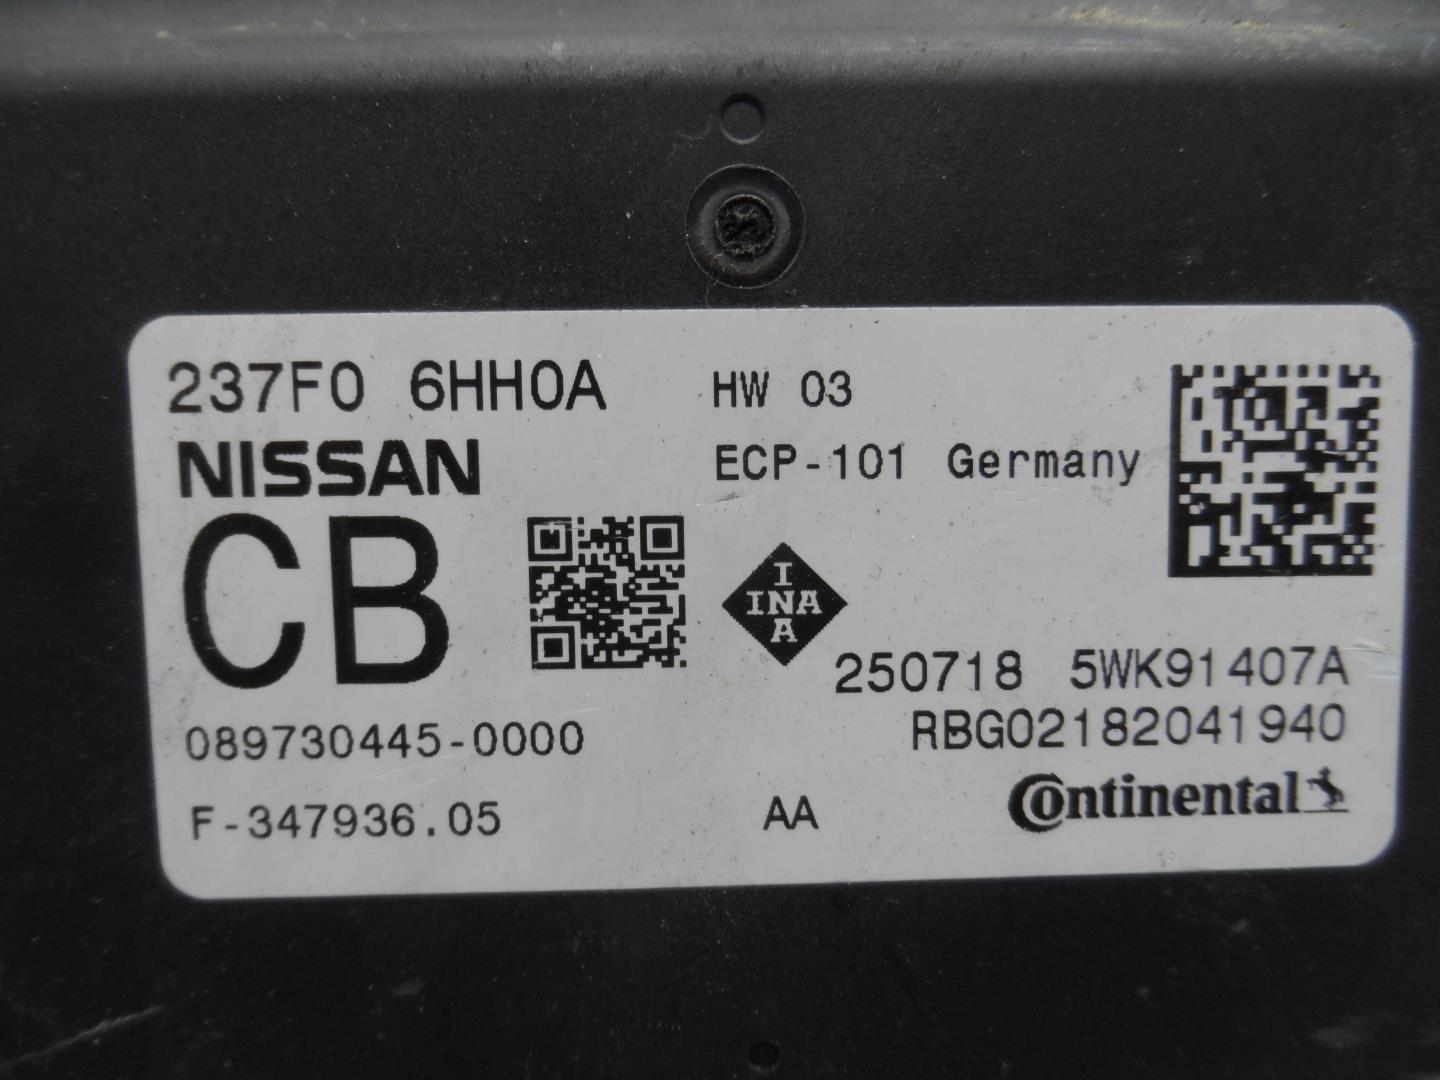 237F0 6HH0A HW 03
NISSAN
ECP-101 Germany
CB
I
INA
A
250718 5WK91407A
089730445-0000
RBG02182041940
F-347936.05
AA
Continental